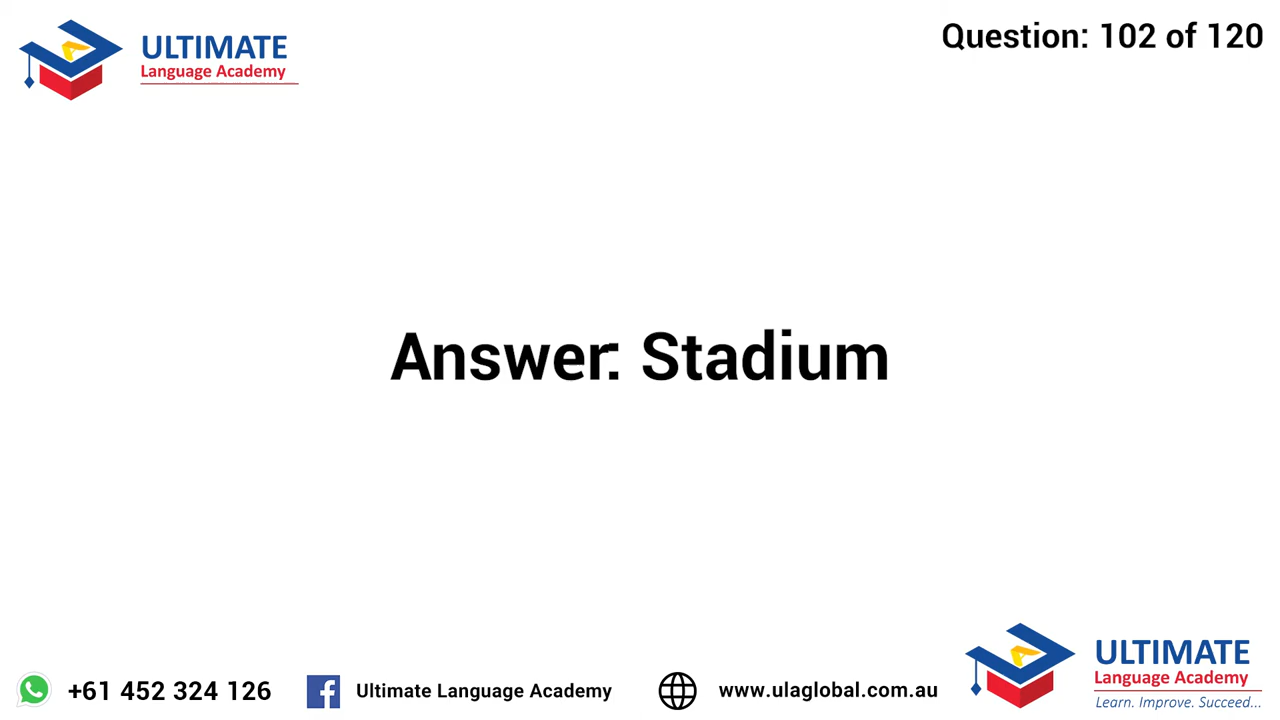 ULTIMATE
Language Academy
Question: 102 of 120
Answer: Stadium
+61 452 324 126
Ultimate Language Academy
www.ulaglobal.com.au
ULTIMATE
Language Academy
Learn. Improve. Succeed...